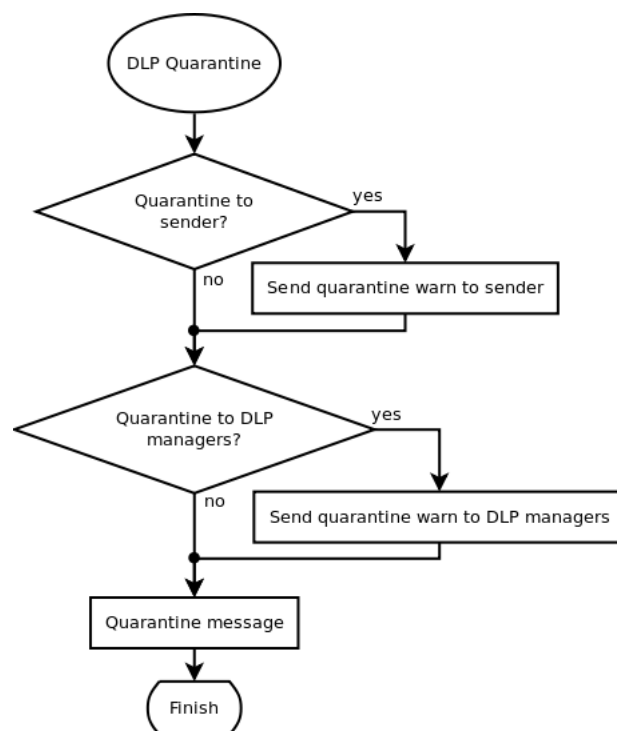 DLP Quarantine
Quarantine to
sender?
yes
no
Send quarantine warn to sender
Quarantine to DLP
managers?
yes
no
Send quarantine warn to DLP managers
Quarantine message
Finish